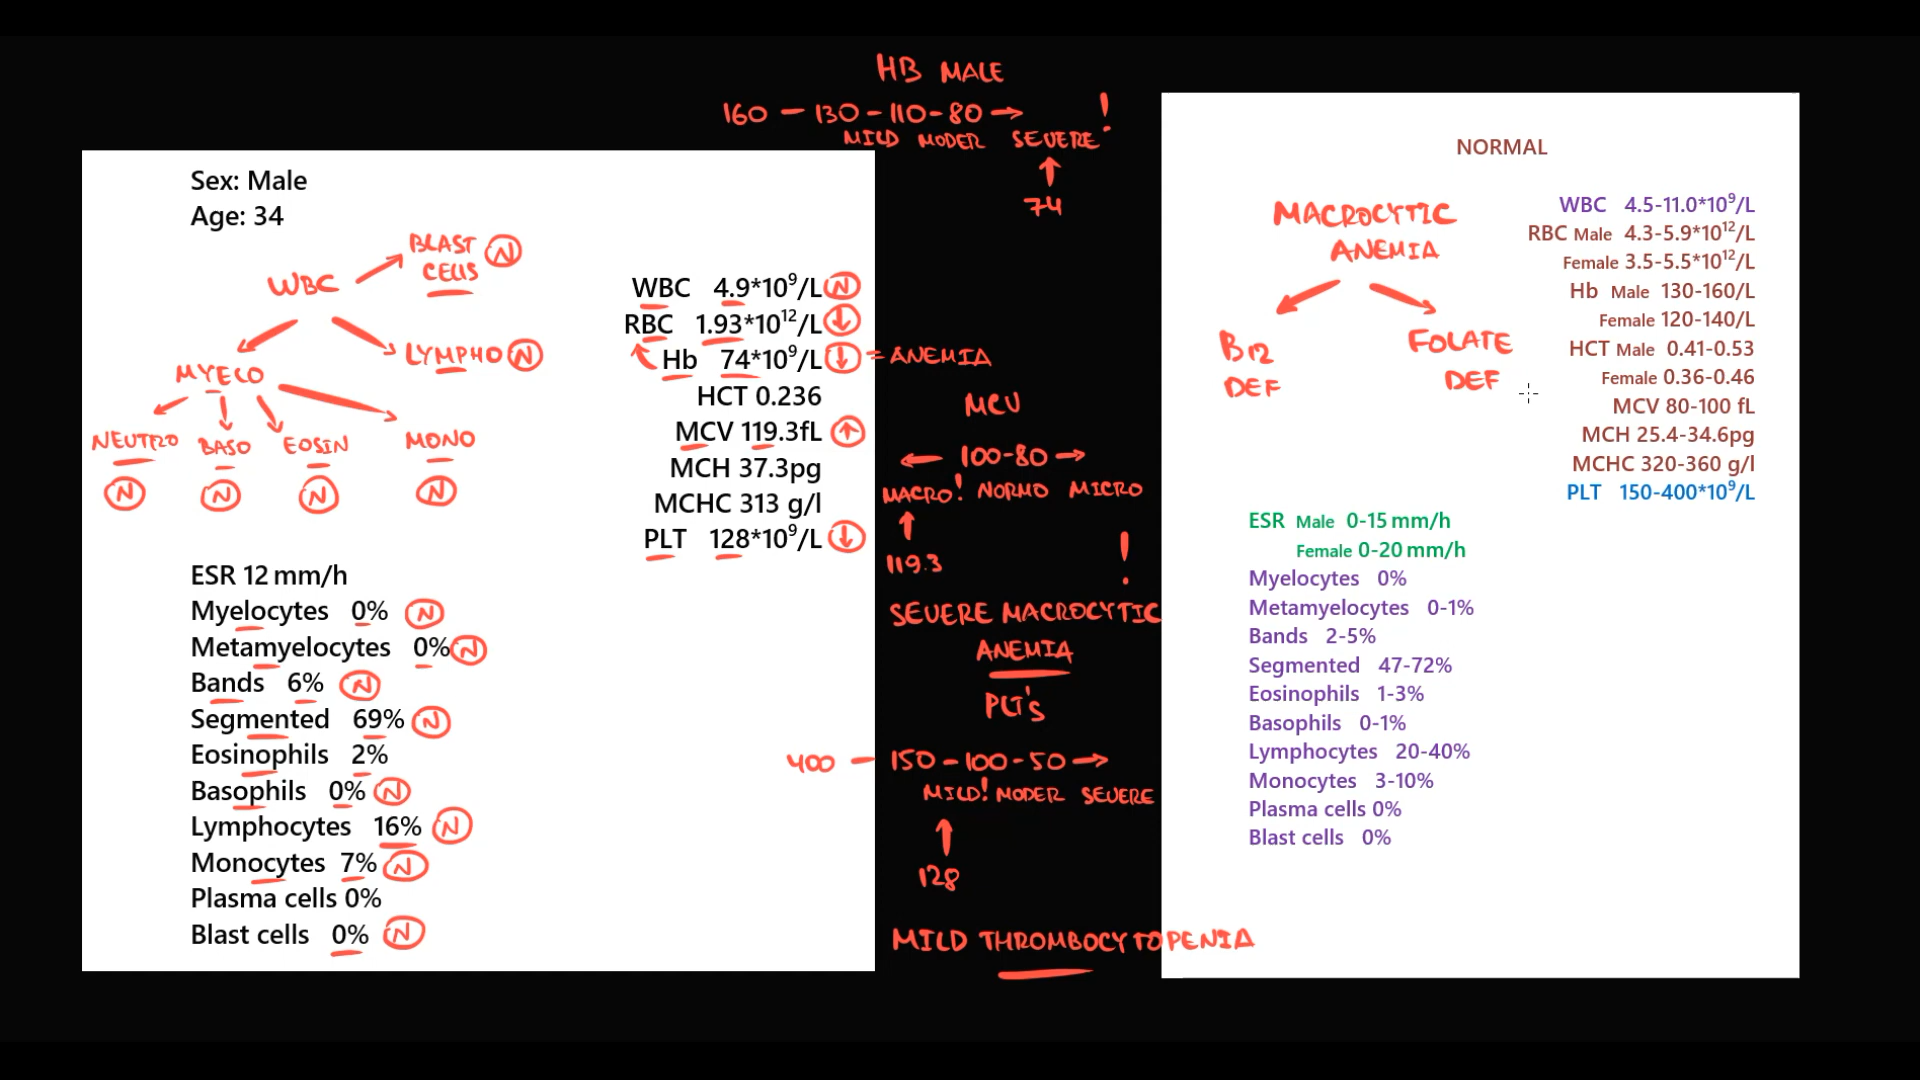 HB MALE
160 - 130 - 110 - 80 → !
MILD MODER SEVERE
↑
74
Sex: Male
Age: 34
WBC
BLAST CELLS N
MYELO
LYMPHO N
NEUTRO BASO EOSIN MONO
N N N N
WBC 4.9*10⁹/L N
RBC 1.93*10¹²/L ↓
Hb 74*10⁹/L ↓ = ANEMIA
HCT 0.236
MCV 119.3fL ↑
MCH 37.3pg
MCHC 313 g/l
PLT 128*10⁹/L ↓
ESR 12 mm/h
Myelocytes 0% N
Metamyelocytes 0% N
Bands 6% N
Segmented 69% N
Eosinophils 2%
Basophils 0% N
Lymphocytes 16% N
Monocytes 7% N
Plasma cells 0%
Blast cells 0% N
MCV
← 100-80 →
MACRO! NORMO MICRO
↑
119.3 !
SEVERE MACROCYTIC
ANEMIA
PLT'S
400 - 150 - 100 - 50 →
MILD! MODER SEVERE
↑
128
MILD THROMBOCYTOPENIA
NORMAL
MACROCYTIC
ANEMIA
B12
DEF
FOLATE
DEF
WBC 4.5-11.0*10⁹/L
RBC Male 4.3-5.9*10¹²/L
Female 3.5-5.5*10¹²/L
Hb Male 130-160/L
Female 120-140/L
HCT Male 0.41-0.53
Female 0.36-0.46
MCV 80-100 fL
MCH 25.4-34.6pg
MCHC 320-360 g/l
PLT 150-400*10⁹/L
ESR Male 0-15 mm/h
Female 0-20 mm/h
Myelocytes 0%
Metamyelocytes 0-1%
Bands 2-5%
Segmented 47-72%
Eosinophils 1-3%
Basophils 0-1%
Lymphocytes 20-40%
Monocytes 3-10%
Plasma cells 0%
Blast cells 0%